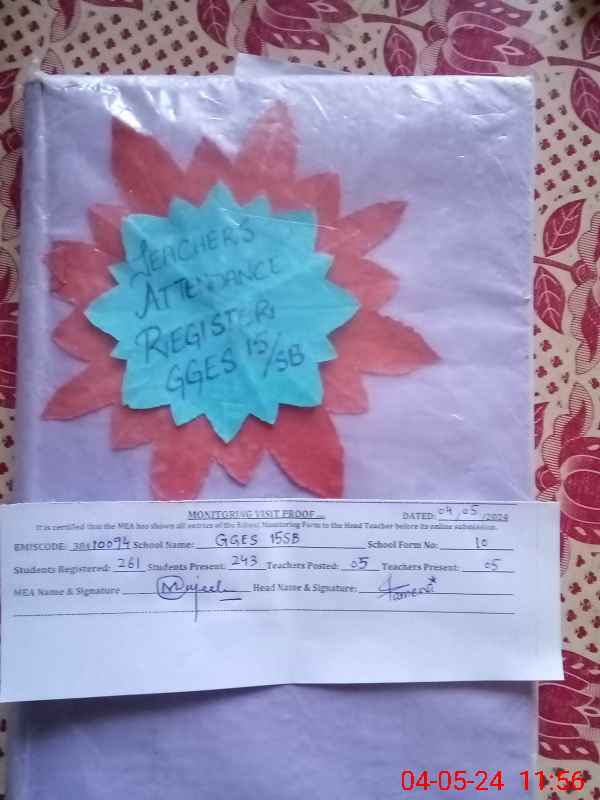 TEACHER'S
ATTENDANCE
REGISTER,
GGES 15/SB
MONITORING VISIT PROOF ...
DATED: 04/05/2024
It is certified that the MEA has shown all entries of the School Monitoring Form to the Head Teacher before its online submission.
EMISCODE: 38410094 School Name: GGES 15SB School Form No: 10
Students Registered: 261 Students Present: 243 Teachers Posted: 05 Teachers Present: 05
MEA Name & Signature Mujeeb Head Name & Signature:
04-05-24 11:56